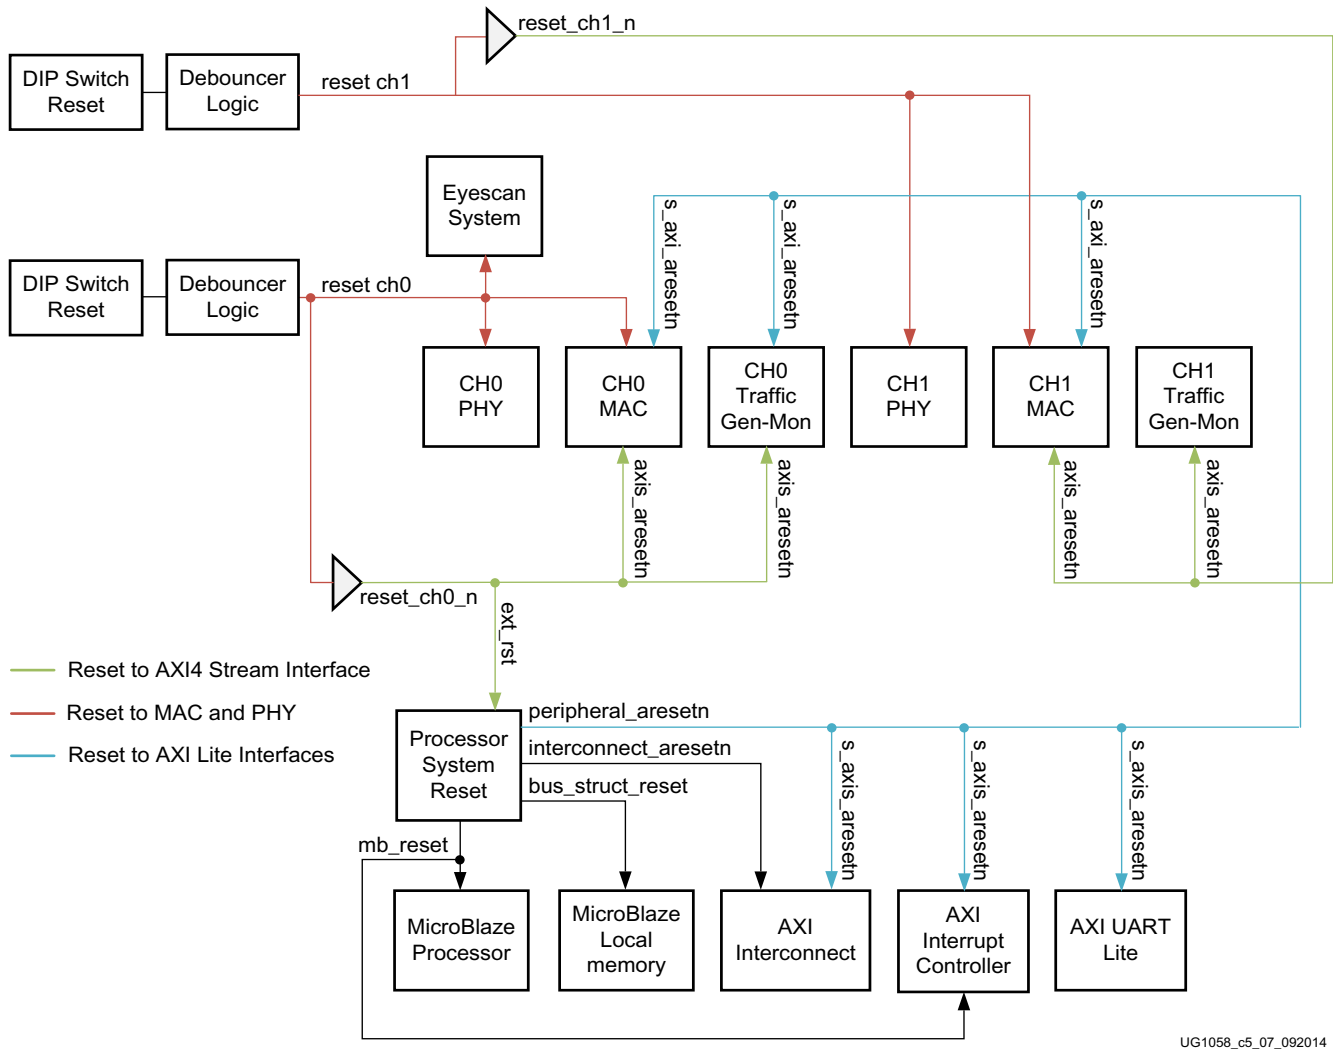 reset_ch1_n
DIP Switch
Reset
Debouncer
Logic
reset ch1
Eyescan
System
s_axi_aresetn
s_axi_aresetn
s_axi_aresetn
DIP Switch
Reset
Debouncer
Logic
reset ch0
CH0
PHY
CH0
MAC
CH0
Traffic
Gen-Mon
CH1
PHY
CH1
MAC
CH1
Traffic
Gen-Mon
axis_aresetn
axis_aresetn
axis_aresetn
axis_aresetn
reset_ch0_n
ext_rst
Reset to AXI4 Stream Interface
Reset to MAC and PHY
Reset to AXI Lite Interfaces
Processor
System
Reset
peripheral_aresetn
interconnect_aresetn
bus_struct_reset
mb_reset
s_axis_aresetn
s_axis_aresetn
s_axis_aresetn
MicroBlaze
Processor
MicroBlaze
Local
memory
AXI
Interconnect
AXI
Interrupt
Controller
AXI UART
Lite
UG1058_c5_07_092014